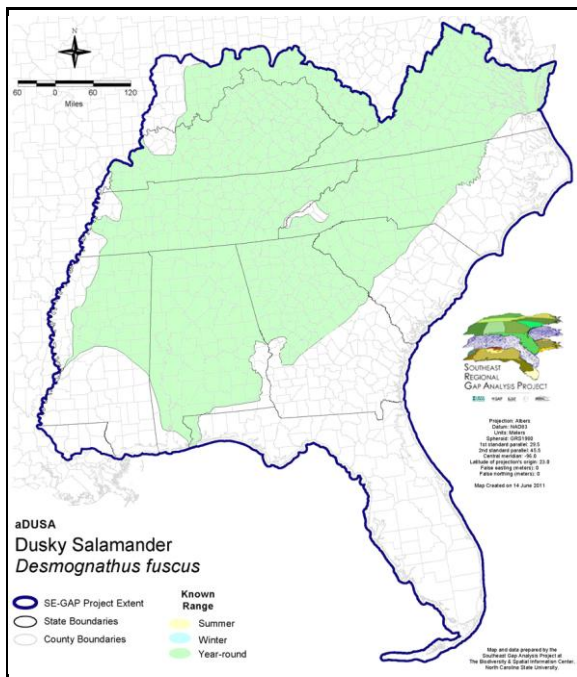 N
60 0 60 120
Miles
SOUTHEAST
REGIONAL
GAP ANALYSIS PROJECT
Projection: Albers
Datum: NAD83
Units: Meters
Spheroid: GRS1980
1st standard parallel: 29.5
2nd standard parallel: 45.5
Central meridian: -96.0
Latitude of projection's origin: 23.0
False easting (meters): 0
False northing (meters): 0
Map Created on 14 June 2011
aDUSA
Dusky Salamander
Desmognathus fuscus
SE-GAP Project Extent
State Boundaries
County Boundaries
Known
Range
Summer
Winter
Year-round
Map and data prepared by the
Southeast Gap Analysis Project at
The Biodiversity & Spatial Information Center,
North Carolina State University.